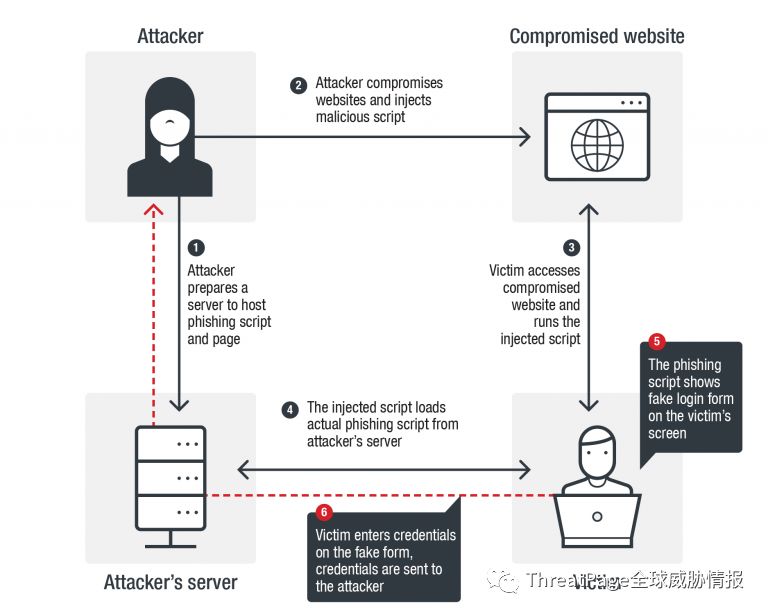 Attacker
Compromised website
2
Attacker compromises
websites and injects
malicious script
1
Attacker
prepares a
server to host
phishing script
and page
3
Victim accesses
compromised
website and
runs the
injected script
5
The phishing
script shows
fake login form
on the victim's
screen
4
The injected script loads
actual phishing script from
attacker's server
6
Victim enters credentials
on the fake form,
credentials are sent to
the attacker
Attacker's server
Victim
ThreatPage全球威胁情报